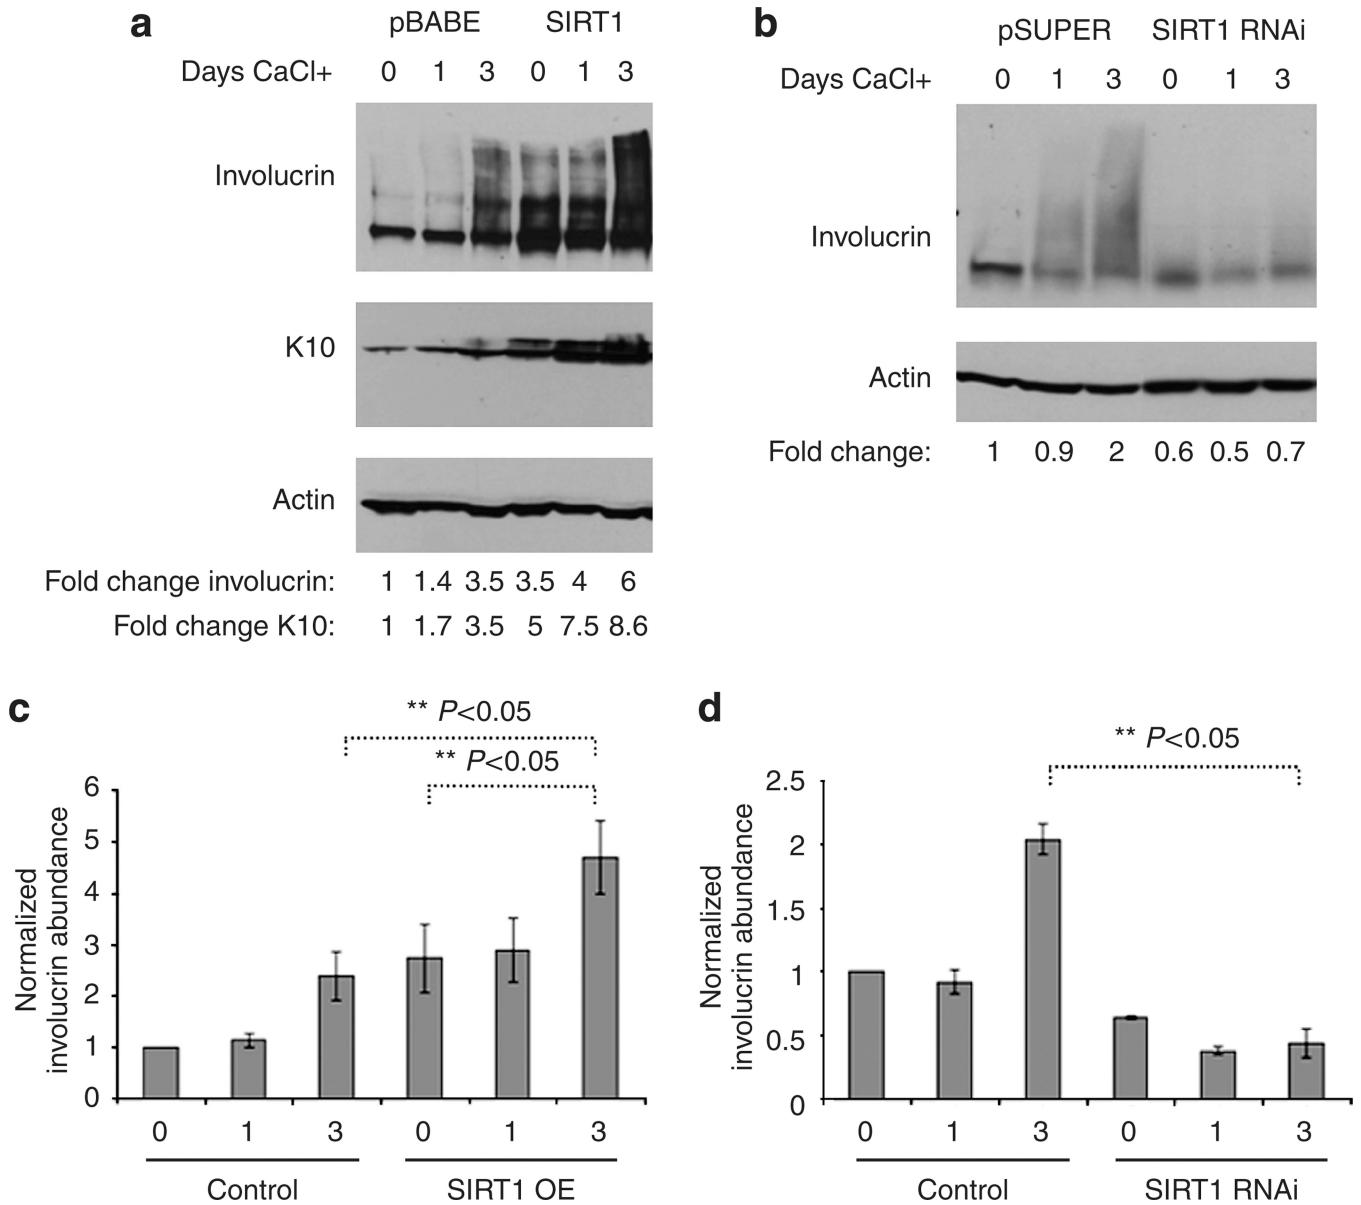 a
pBABE SIRT1
Days CaCl+ 0 1 3 0 1 3
Involucrin
K10
Actin
Fold change involucrin: 1 1.4 3.5 3.5 4 6
Fold change K10: 1 1.7 3.5 5 7.5 8.6
b
pSUPER SIRT1 RNAi
Days CaCl+ 0 1 3 0 1 3
Involucrin
Actin
Fold change: 1 0.9 2 0.6 0.5 0.7
c
** P<0.05
** P<0.05
Normalized
involucrin abundance
6
5
4
3
2
1
0
0 1 3 0 1 3
Control SIRT1 OE
d
** P<0.05
Normalized
involucrin abundance
2.5
2
1.5
1
0.5
0
0 1 3 0 1 3
Control SIRT1 RNAi